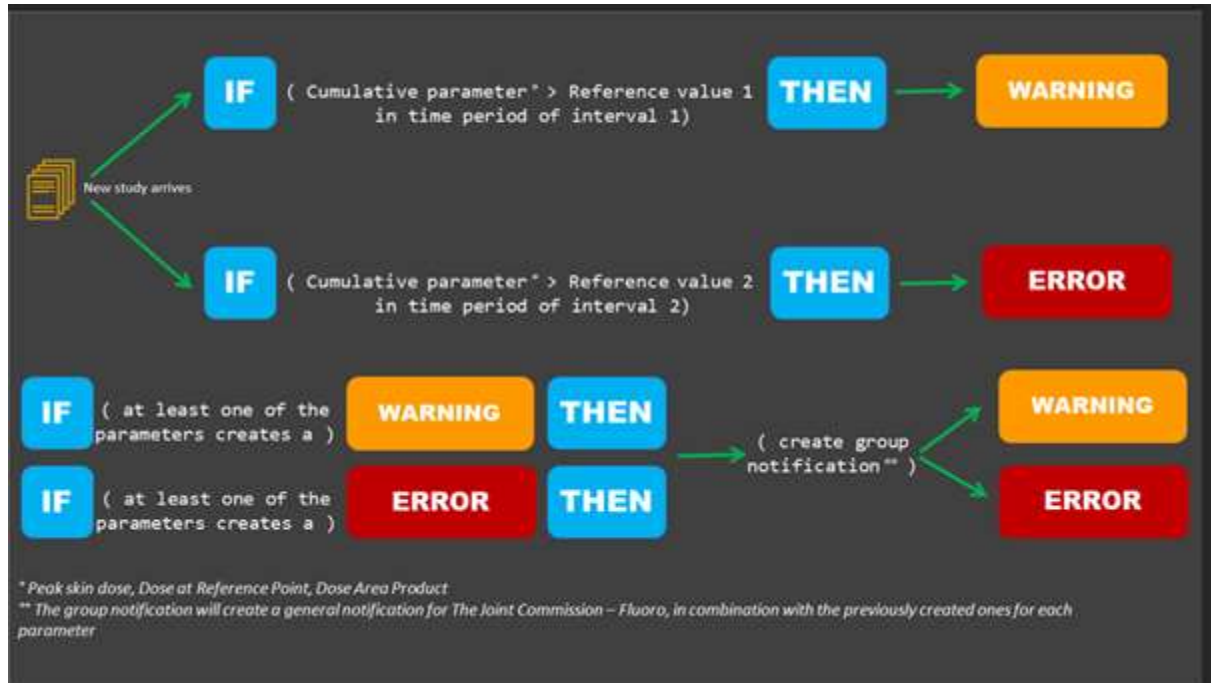 IF ( Cumulative parameter* > Reference value 1 THEN WARNING
in time period of interval 1)
New study arrives
IF ( Cumulative parameter* > Reference value 2 THEN ERROR
in time period of interval 2)
IF ( at least one of the WARNING THEN
parameters creates a )
( create group
notification** )
WARNING
IF ( at least one of the ERROR THEN
parameters creates a )
ERROR
* Peak skin dose, Dose at Reference Point, Dose Area Product
** The group notification will create a general notification for The Joint Commission – Fluoro, in combination with the previously created ones for each
parameter